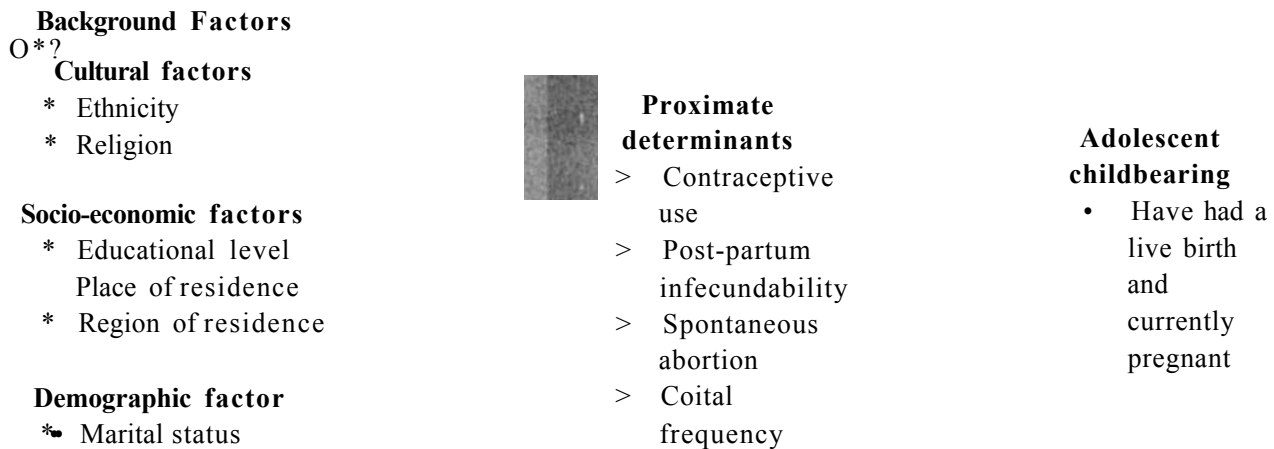 Background Factors
O*?
Cultural factors
* Ethnicity
* Religion
Socio-economic factors
* Educational level
Place of residence
* Region of residence
Demographic factor
*• Marital status
Proximate
determinants
> Contraceptive
use
> Post-partum
infecundability
> Spontaneous
abortion
> Coital
frequency
Adolescent
childbearing
• Have had a
live birth
and
currently
pregnant